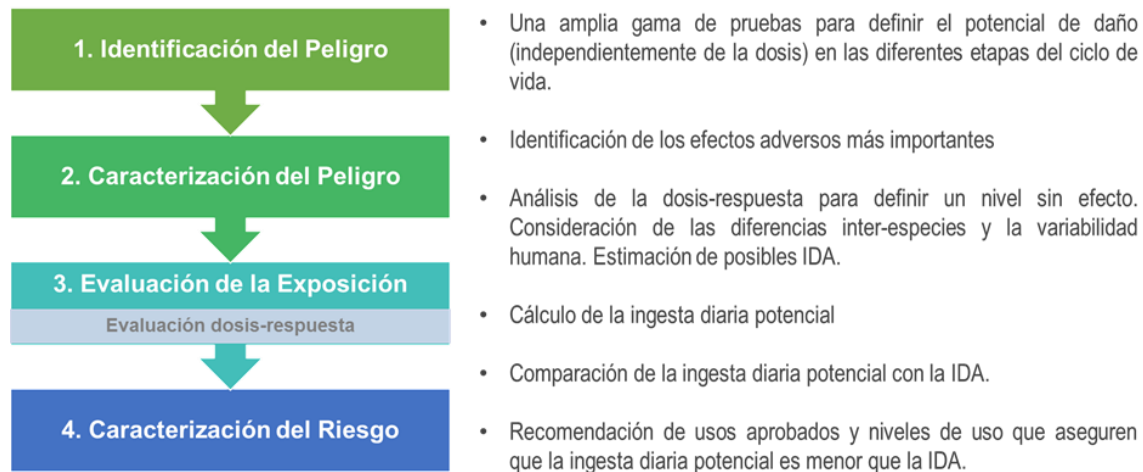 1. Identificación del Peligro
2. Caracterización del Peligro
3. Evaluación de la Exposición
Evaluación dosis-respuesta
4. Caracterización del Riesgo
• Una amplia gama de pruebas para definir el potencial de daño
(independientemente de la dosis) en las diferentes etapas del ciclo de
vida.
• Identificación de los efectos adversos más importantes
• Análisis de la dosis-respuesta para definir un nivel sin efecto.
Consideración de las diferencias inter-especies y la variabilidad
humana. Estimación de posibles IDA.
• Cálculo de la ingesta diaria potencial
• Comparación de la ingesta diaria potencial con la IDA.
• Recomendación de usos aprobados y niveles de uso que aseguren
que la ingesta diaria potencial es menor que la IDA.